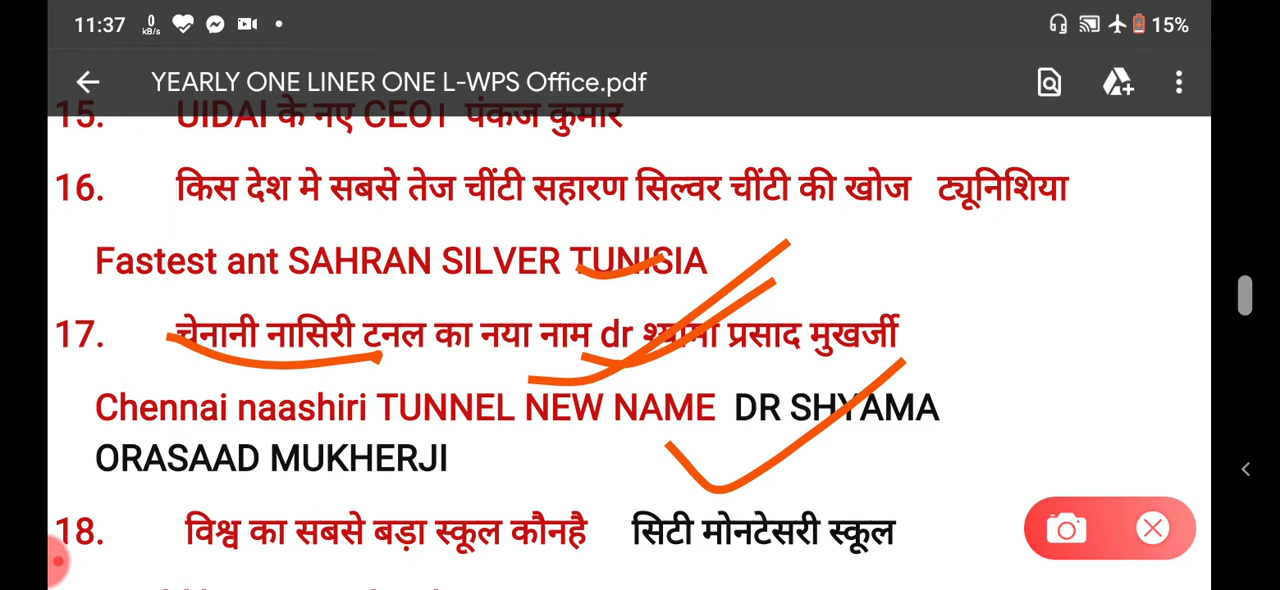 11:37 0 kB/s 15%
YEARLY ONE LINER ONE L-WPS Office.pdf
15. UIDAI के नए CEO। पंकज कुमार
16. किस देश मे सबसे तेज चींटी सहारण सिल्वर चींटी की खोज ट्यूनिशिया
Fastest ant SAHRAN SILVER TUNISIA
17. चेनानी नासिरी टनल का नया नाम dr श्यामा प्रसाद मुखर्जी
Chennai naashiri TUNNEL NEW NAME DR SHYAMA
ORASAAD MUKHERJI
18. विश्व का सबसे बड़ा स्कूल कौनहै सिटी मोनटेसरी स्कूल